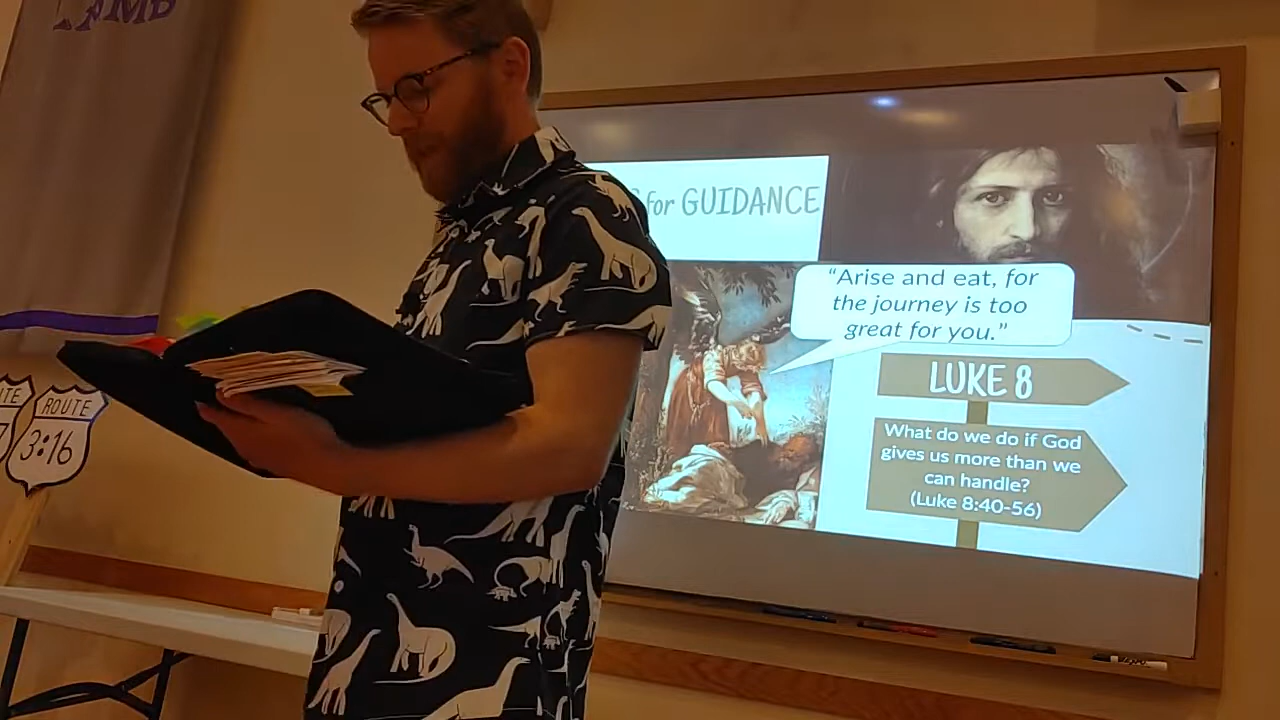 ROUTE
3:16
for GUIDANCE
"Arise and eat, for
the journey is too
great for you."
LUKE 8
What do we do if God
gives us more than we
can handle?
(Luke 8:40-56)